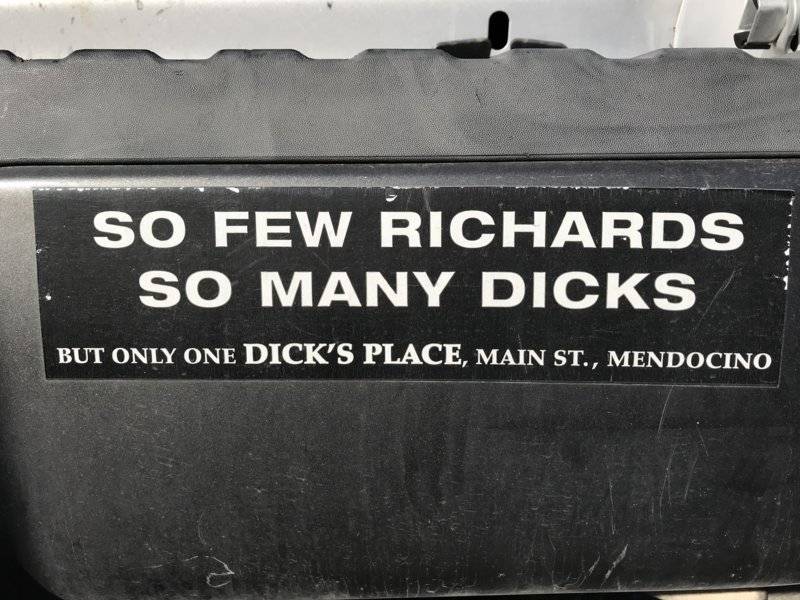 SO FEW RICHARDS
SO MANY DICKS
BUT ONLY ONE DICK'S PLACE, MAIN ST., MENDOCINO